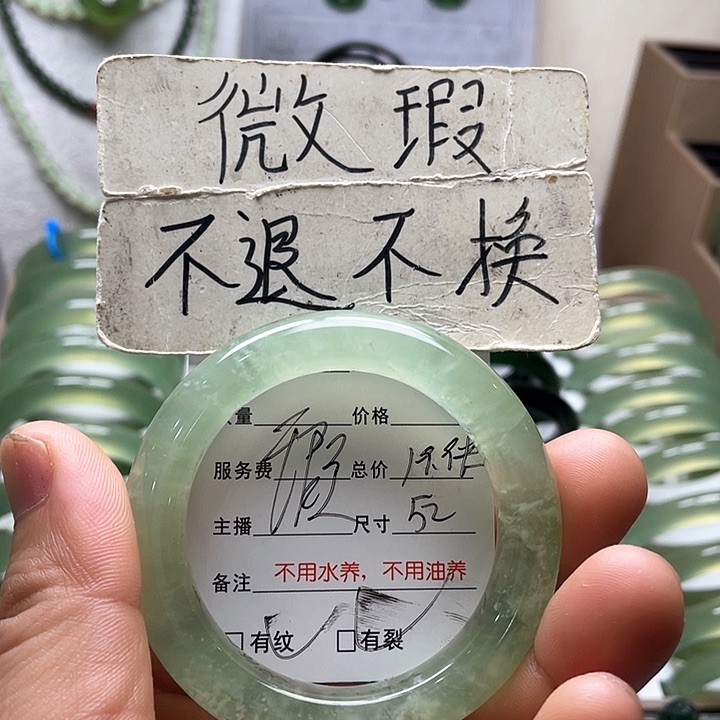 微瑕
不退不换
量 价格
服务费 瑕 总价
主播 尺寸 52
备注 不用水养，不用油养
□有纹 □有裂